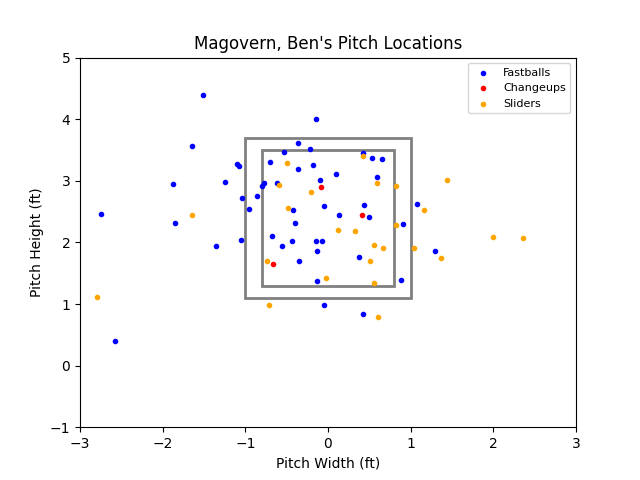 Magovern, Ben's Pitch Locations
Fastballs
Changeups
Sliders
Pitch Height (ft)
5
4
3
2
1
0
−1
−3
−2
−1
0
1
2
3
Pitch Width (ft)